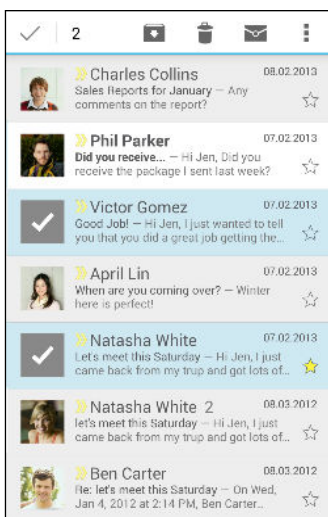 2
Charles Collins 08.02.2013
Sales Reports for January — Any
comments on the report?
Phil Parker 07.02.2013
Did you receive... — Hi Jen, Did you
receive the package I sent last week?
Victor Gomez 07.02.2013
Good Job! — Hi Jen, I just wanted to tell
you that you did a great job getting the...
April Lin 07.02.2013
When are you coming over? — Winter
here is perfect!
Natasha White 07.02.2013
Let's meet this Saturday — Hi Jen, I just
came back from my trup and got lots of...
Natasha White 2 08.03.2012
let's meet this Saturday — Hi Jen, I just
came back from my trup and got lots of...
Ben Carter 08.03.2012
Re: let's meet this Saturday — On Wed,
Jan 4, 2012 at 2:14 PM, Ben Carter...